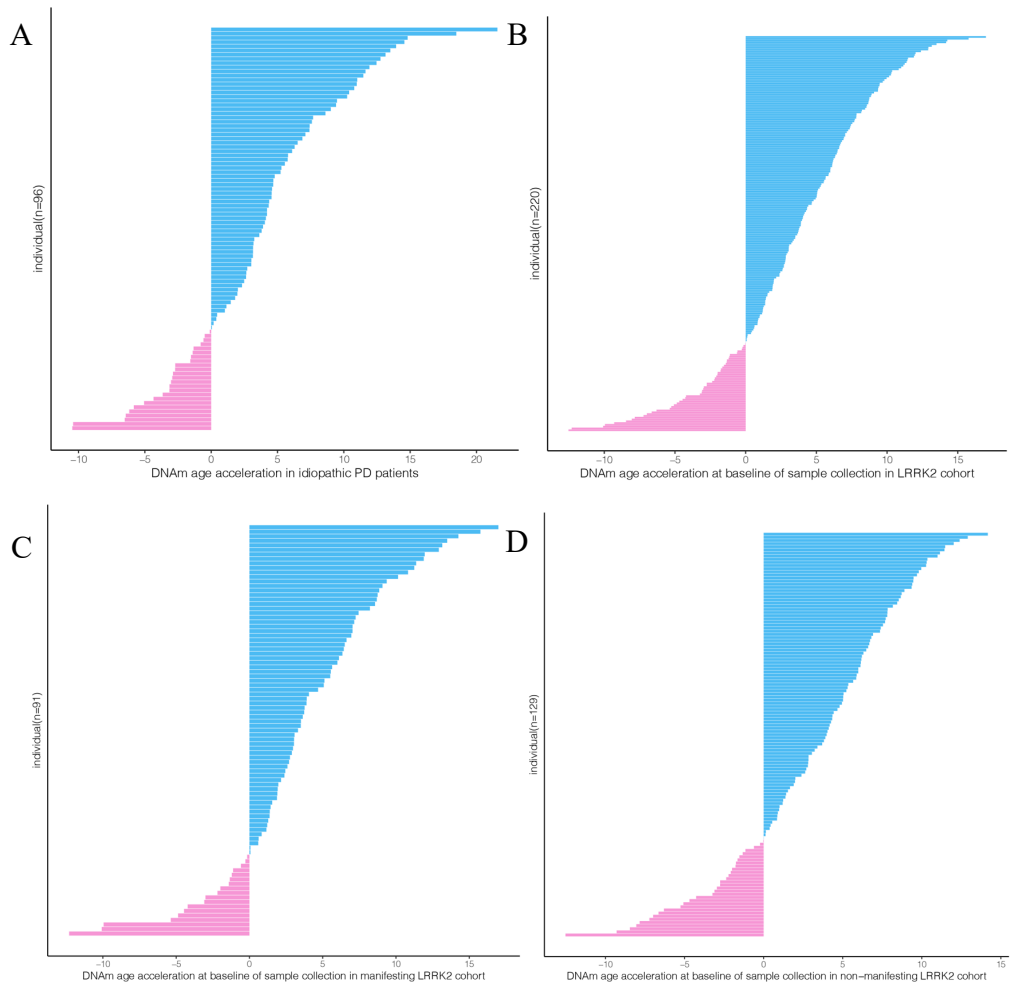 A
individual(n=96)
−10 −5 0 5 10 15 20
DNAm age acceleration in idiopathic PD patients
B
individual(n=220)
−10 −5 0 5 10 15
DNAm age acceleration at baseline of sample collection in LRRK2 cohort
C
individual(n=91)
−10 −5 0 5 10 15
DNAm age acceleration at baseline of sample collection in manifesting LRRK2 cohort
D
individual(n=129)
−10 −5 0 5 10 15
DNAm age acceleration at baseline of sample collection in non−manifesting LRRK2 cohort